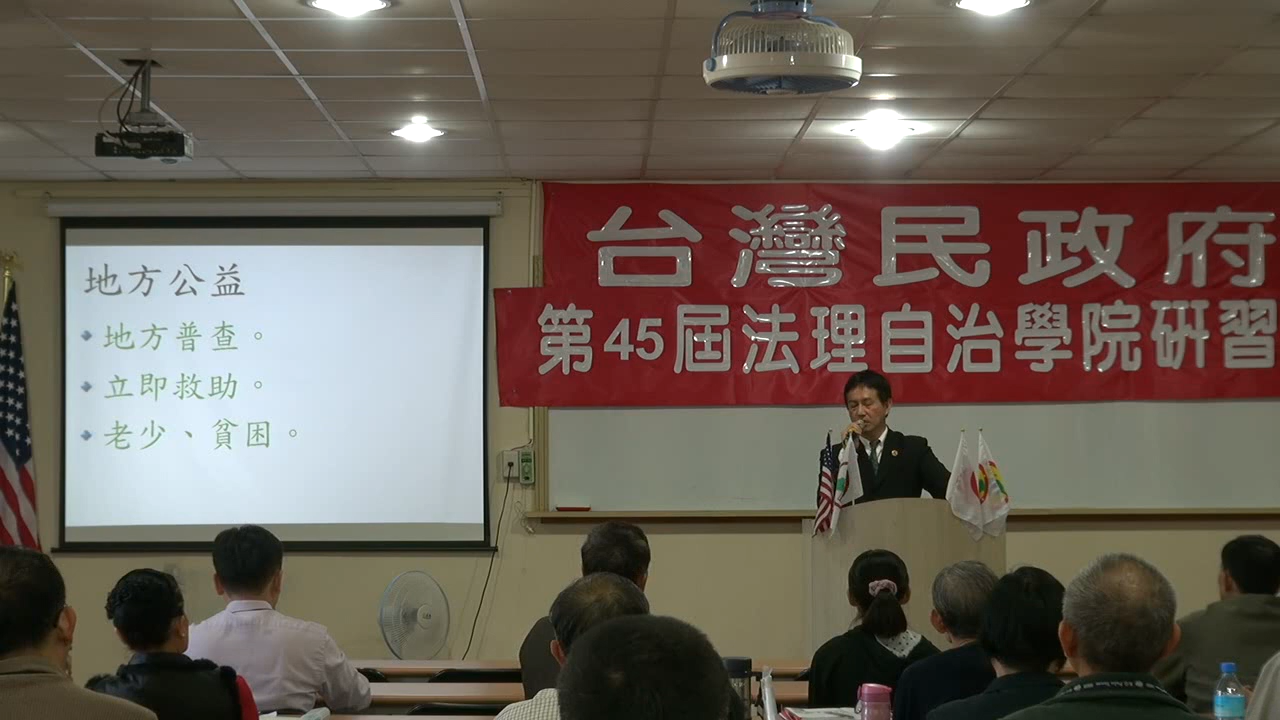 地方公益
地方普查。
立即救助。
老少、貧困。
台灣民政府
第45屆法理自治學院研習